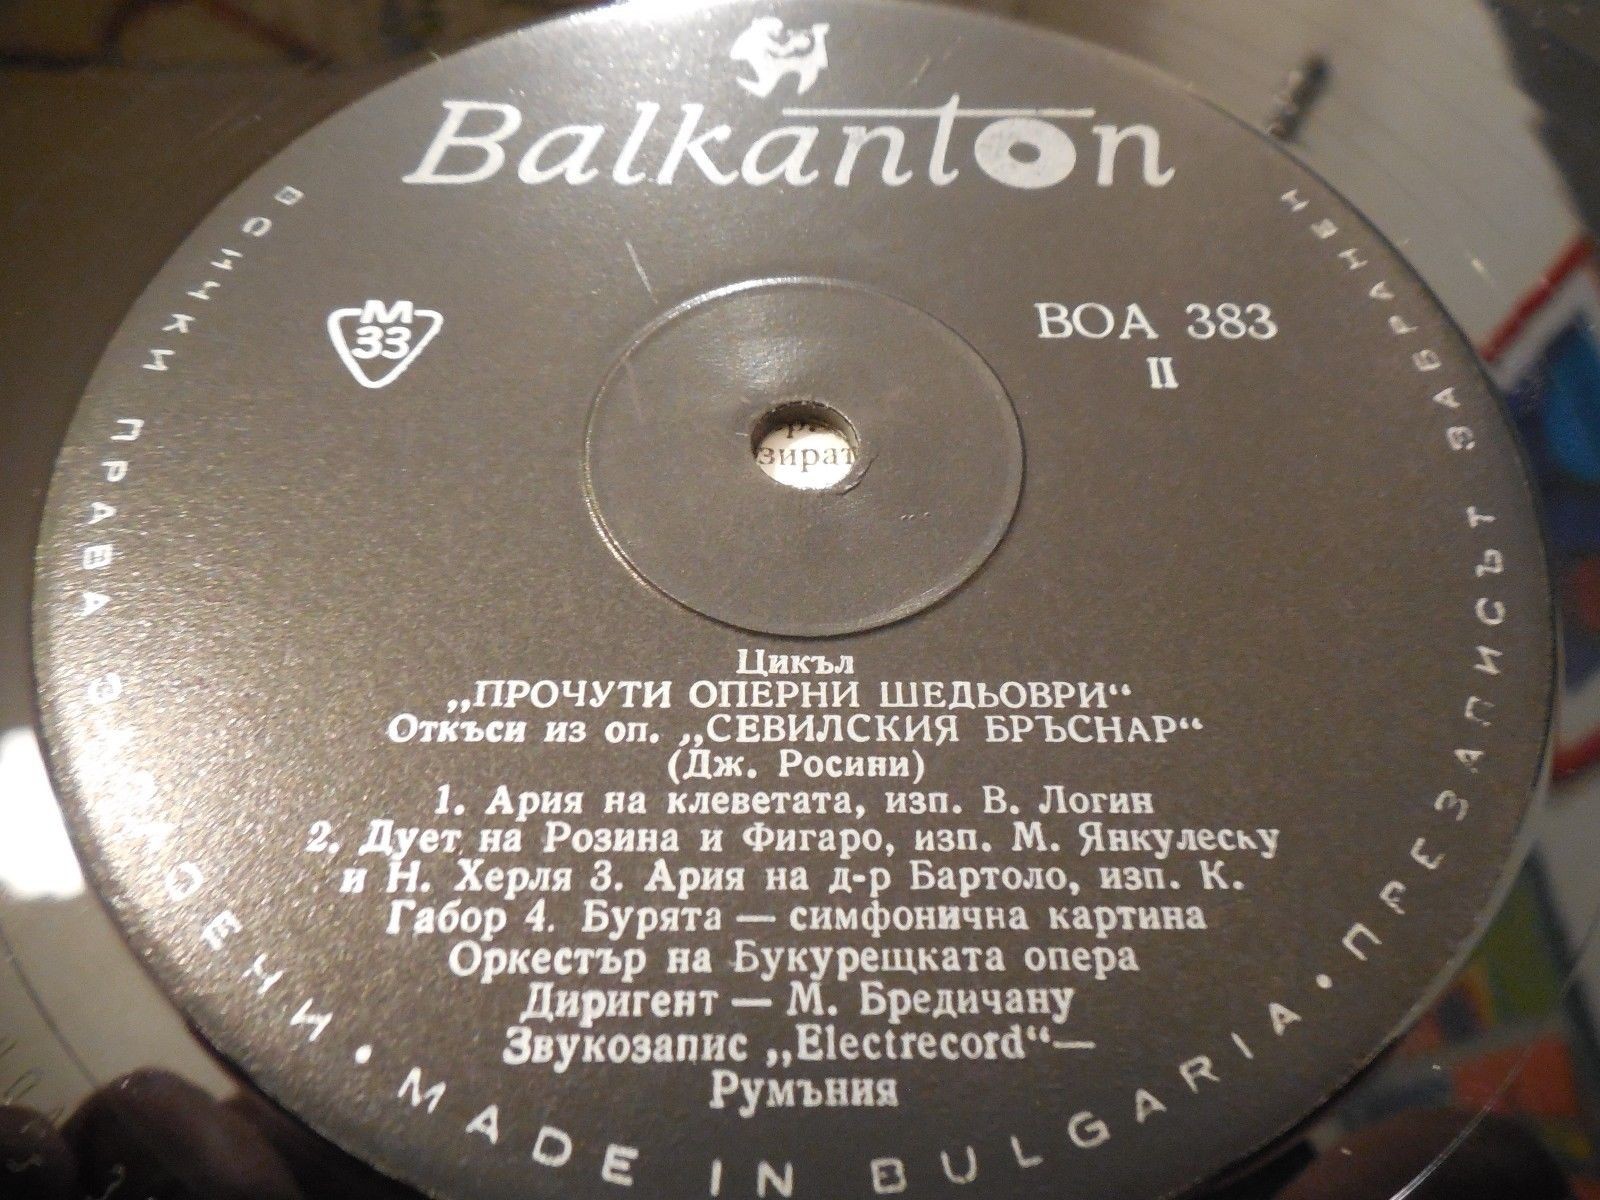 Balkanton
М
33
ВОА 383
II
зират
Цикъл
„ПРОЧУТИ ОПЕРНИ ШЕДЬОВРИ“
Откъси из оп. „СЕВИЛСКИЯ БРЪСНАР“
(Дж. Росини)
1. Ария на клеветата, изп. В. Логин
2. Дует на Розина и Фигаро, изп. М. Янкулеску
и Н. Херля 3. Ария на д-р Бартоло, изп. К.
Габор 4. Бурята — симфонична картина
Оркестър на Букурещката опера
Диригент — М. Бредичану
Звукозапис „Electrecord“—
Румъния
ВСИЧКИ ПРАВА ЗАПАЗЕНИ • MADE IN BULGARIA • ПРЕЗАПИСЪТ ЗАБРАНЕН